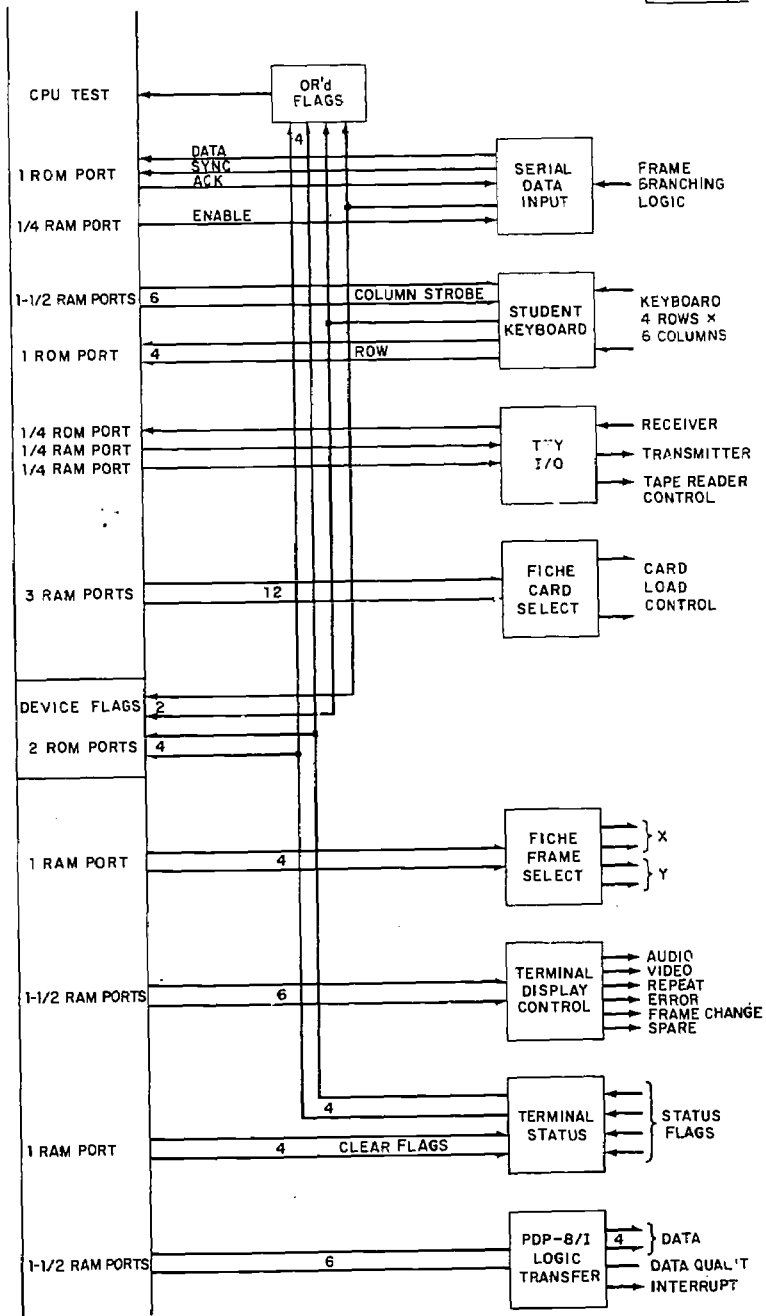 OR'd
FLAGS
CPU TEST
4
DATA
SYNC
ACK
1 ROM PORT
SERIAL
DATA
INPUT
FRAME
BRANCHING
LOGIC
ENABLE
1/4 RAM PORT
1-1/2 RAM PORTS
6
COLUMN STROBE
STUDENT
KEYBOARD
KEYBOARD
4 ROWS ×
6 COLUMNS
1 ROM PORT
4
ROW
1/4 ROM PORT
1/4 RAM PORT
1/4 RAM PORT
I/O
RECEIVER
TRANSMITTER
TAPE READER
CONTROL
3 RAM PORTS
12
FICHE
CARD
SELECT
CARD
LOAD
CONTROL
DEVICE FLAGS
2
2 ROM PORTS
4
1 RAM PORT
4
FICHE
FRAME
SELECT
X
Y
1-1/2 RAM PORTS
6
TERMINAL
DISPLAY
CONTROL
AUDIO
VIDEO
REPEAT
ERROR
FRAME CHANGE
SPARE
4
TERMINAL
STATUS
STATUS
FLAGS
1 RAM PORT
4
CLEAR FLAGS
1-1/2 RAM PORTS
6
PDP-8/I
LOGIC
TRANSFER
4
DATA
DATA QUAL'T
INTERRUPT